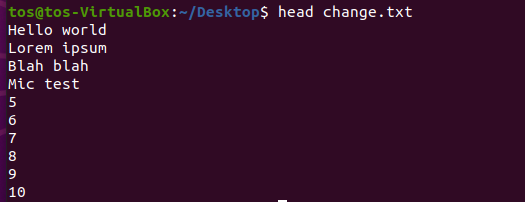 tos@tos-VirtualBox:~/Desktop$ head change.txt
Hello world
Lorem ipsum
Blah blah
Mic test
5
6
7
8
9
10